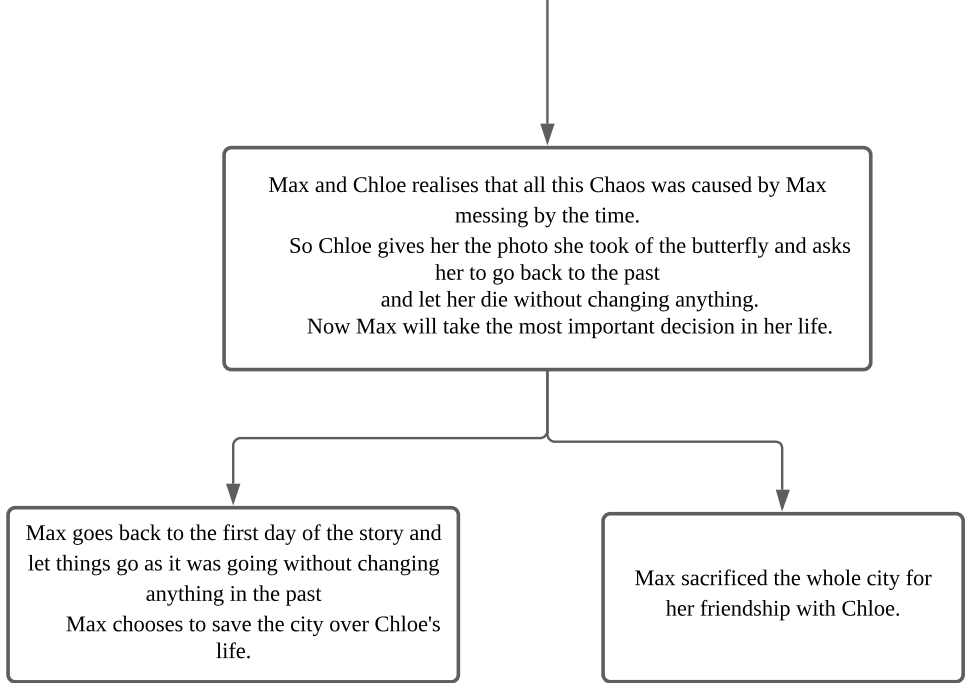 Max and Chloe realises that all this Chaos was caused by Max
messing by the time.
So Chloe gives her the photo she took of the butterfly and asks
her to go back to the past
and let her die without changing anything.
Now Max will take the most important decision in her life.
Max goes back to the first day of the story and
let things go as it was going without changing
anything in the past
Max chooses to save the city over Chloe's
life.
Max sacrificed the whole city for
her friendship with Chloe.